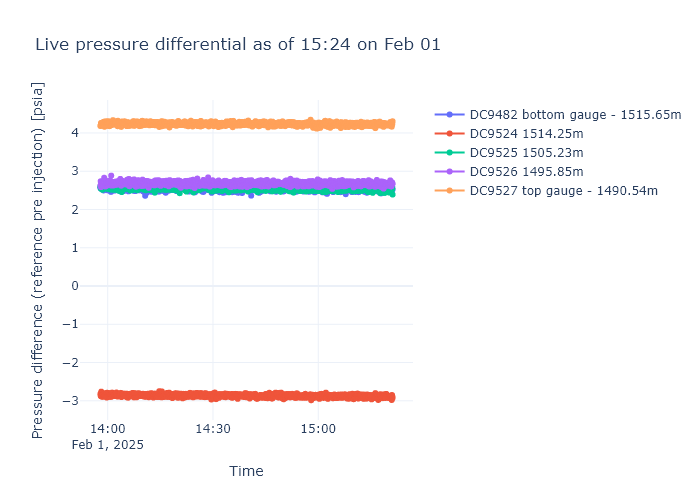 Live pressure differential as of 15:24 on Feb 01
Pressure difference (reference pre injection) [psia]
4
3
2
1
0
−1
−2
−3
14:00
Feb 1, 2025
14:30
15:00
Time
DC9482 bottom gauge - 1515.65m
DC9524 1514.25m
DC9525 1505.23m
DC9526 1495.85m
DC9527 top gauge - 1490.54m